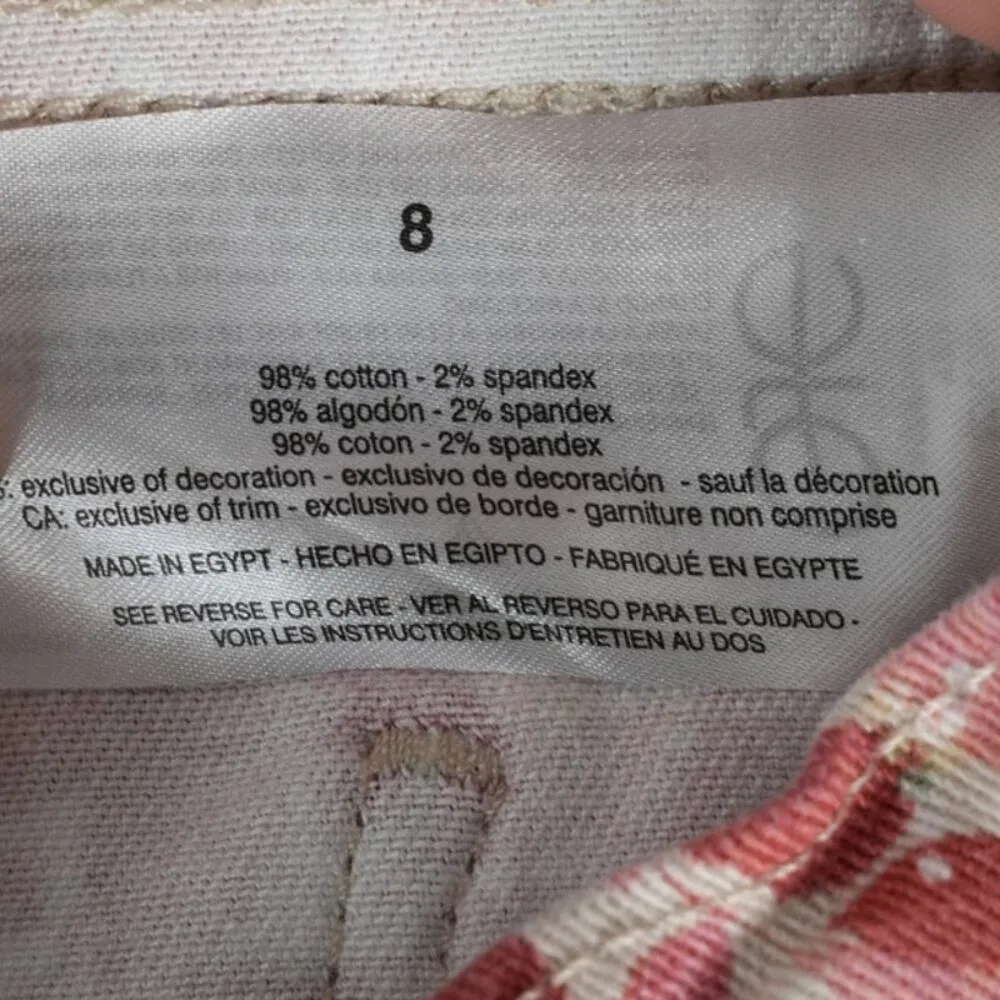 8
98% cotton - 2% spandex
98% algodón - 2% spandex
98% coton - 2% spandex
exclusive of decoration - exclusivo de decoración - sauf la décoration
CA: exclusive of trim - exclusivo de borde - garniture non comprise
MADE IN EGYPT - HECHO EN EGIPTO - FABRIQUÉ EN EGYPTE
SEE REVERSE FOR CARE - VER AL REVERSO PARA EL CUIDADO -
VOIR LES INSTRUCTIONS D'ENTRETIEN AU DOS